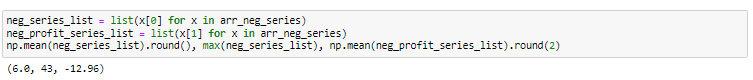 neg_series_list = list(x[0] for x in arr_neg_series)
neg_profit_series_list = list(x[1] for x in arr_neg_series)
np.mean(neg_series_list).round(), max(neg_series_list), np.mean(neg_profit_series_list).round(2)
(6.0, 43, -12.96)